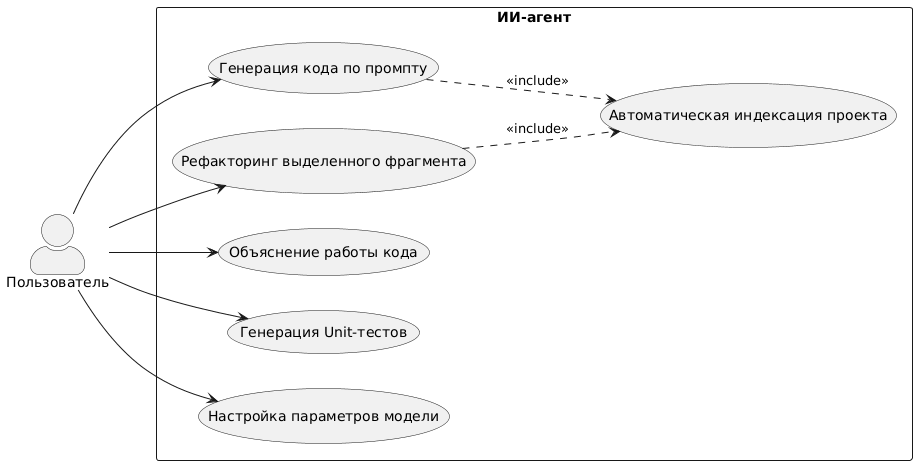 ИИ-агент
Генерация кода по промпту
«include»
Автоматическая индексация проекта
«include»
Рефакторинг выделенного фрагмента
Объяснение работы кода
Пользователь
Генерация Unit-тестов
Настройка параметров модели